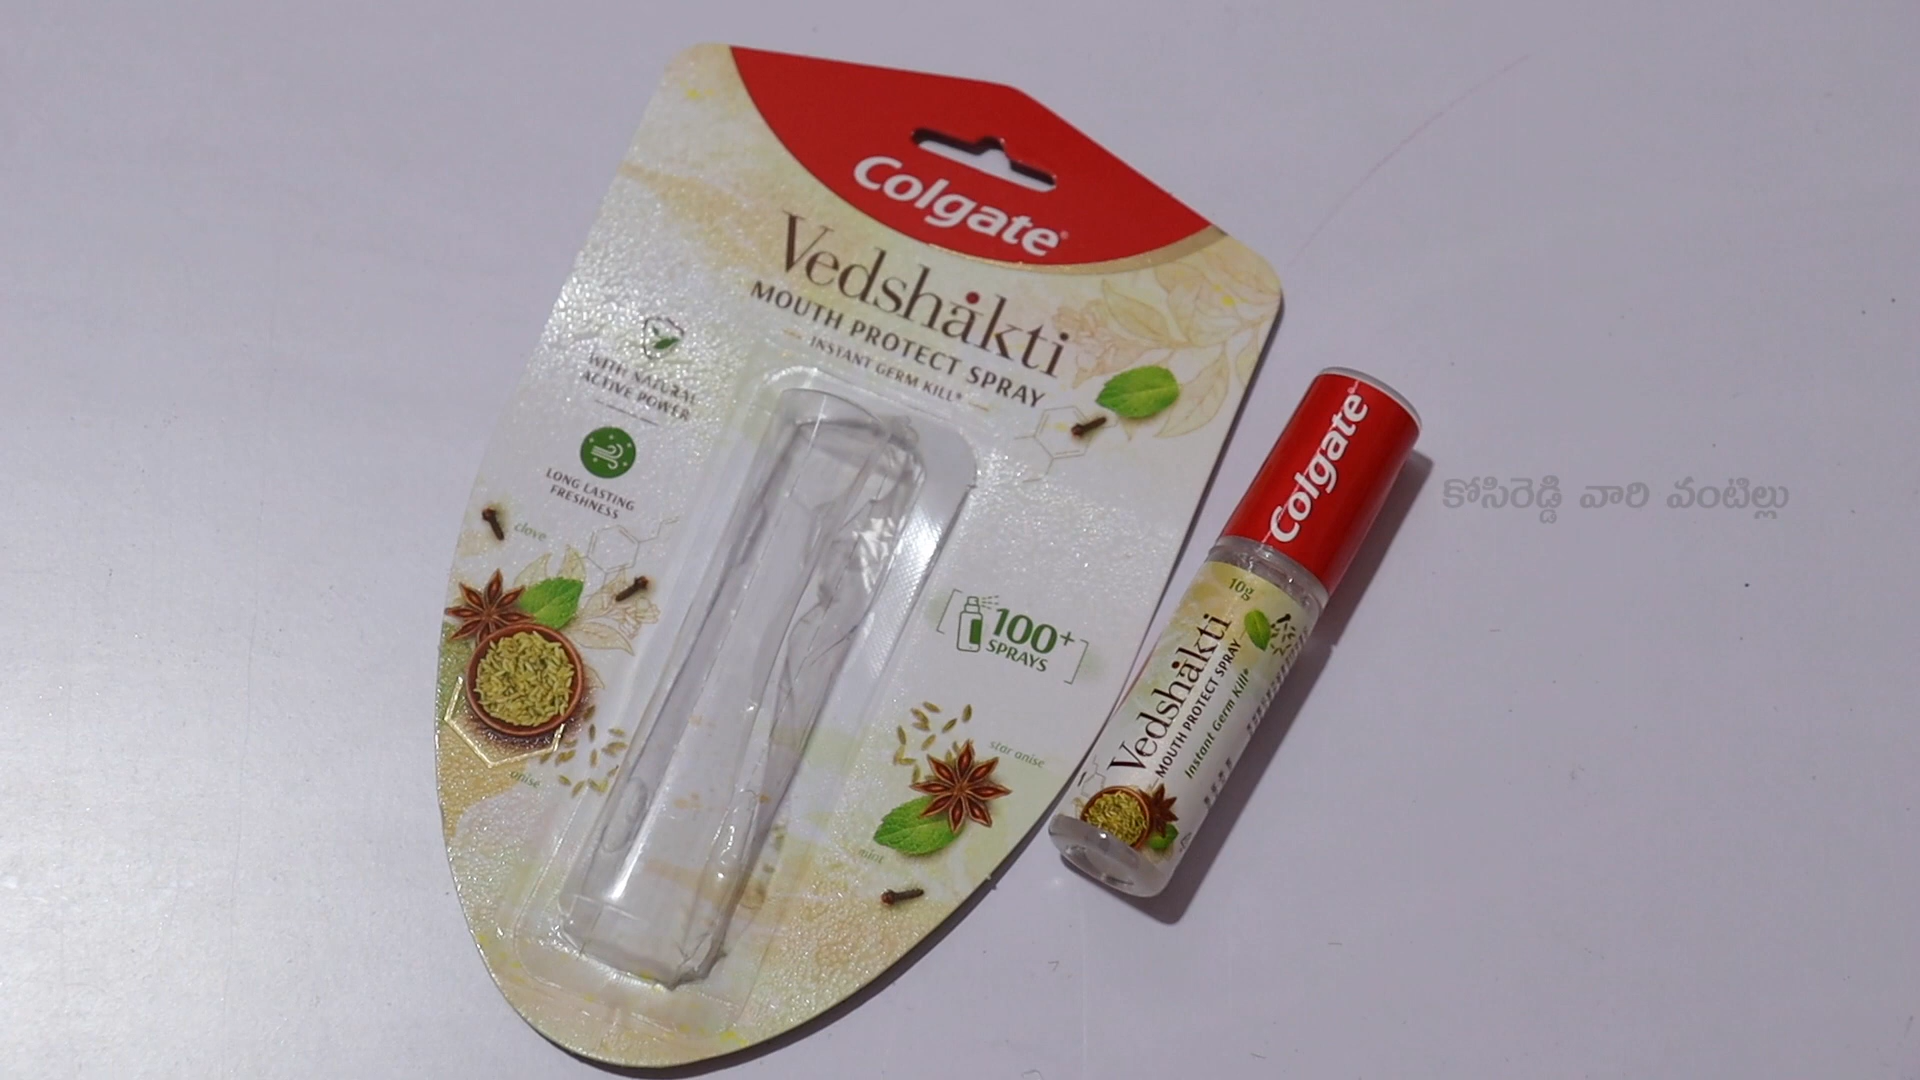 Colgate
Vedshakti
MOUTH PROTECT SPRAY
INSTANT GERM KILL*
WITH NATURAL
ACTIVE POWER
LONG LASTING
FRESHNESS
clove
100+
SPRAYS
anise
star anise
mint
Colgate
10g
Vedshakti
MOUTH PROTECT SPRAY
Instant Germ Kill*
కోసిరెడ్డి వారి వంటిల్లు